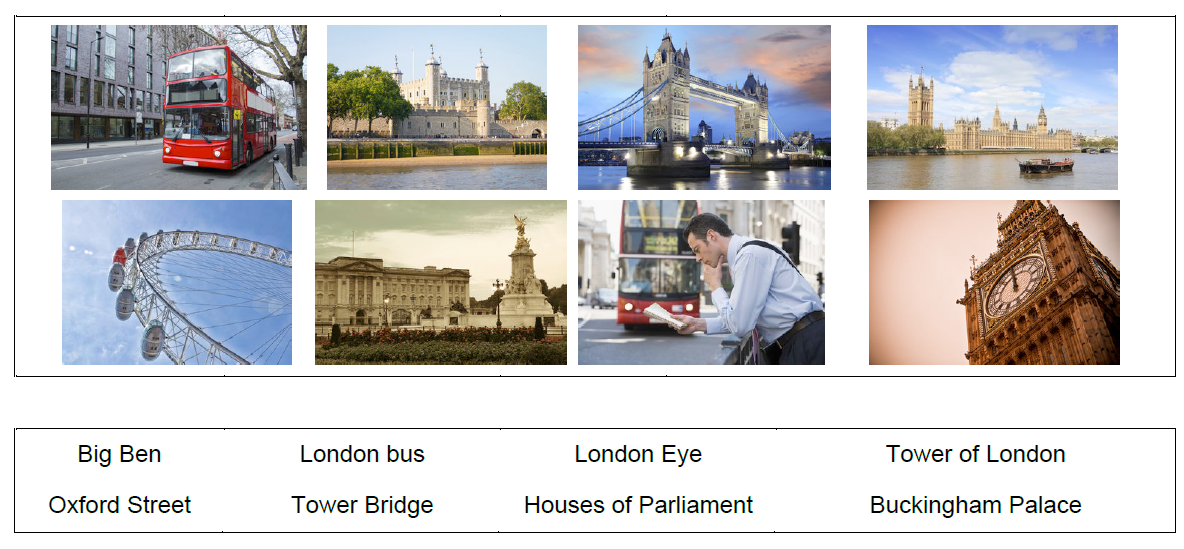 Big Ben London bus London Eye Tower of London
Oxford Street Tower Bridge Houses of Parliament Buckingham Palace